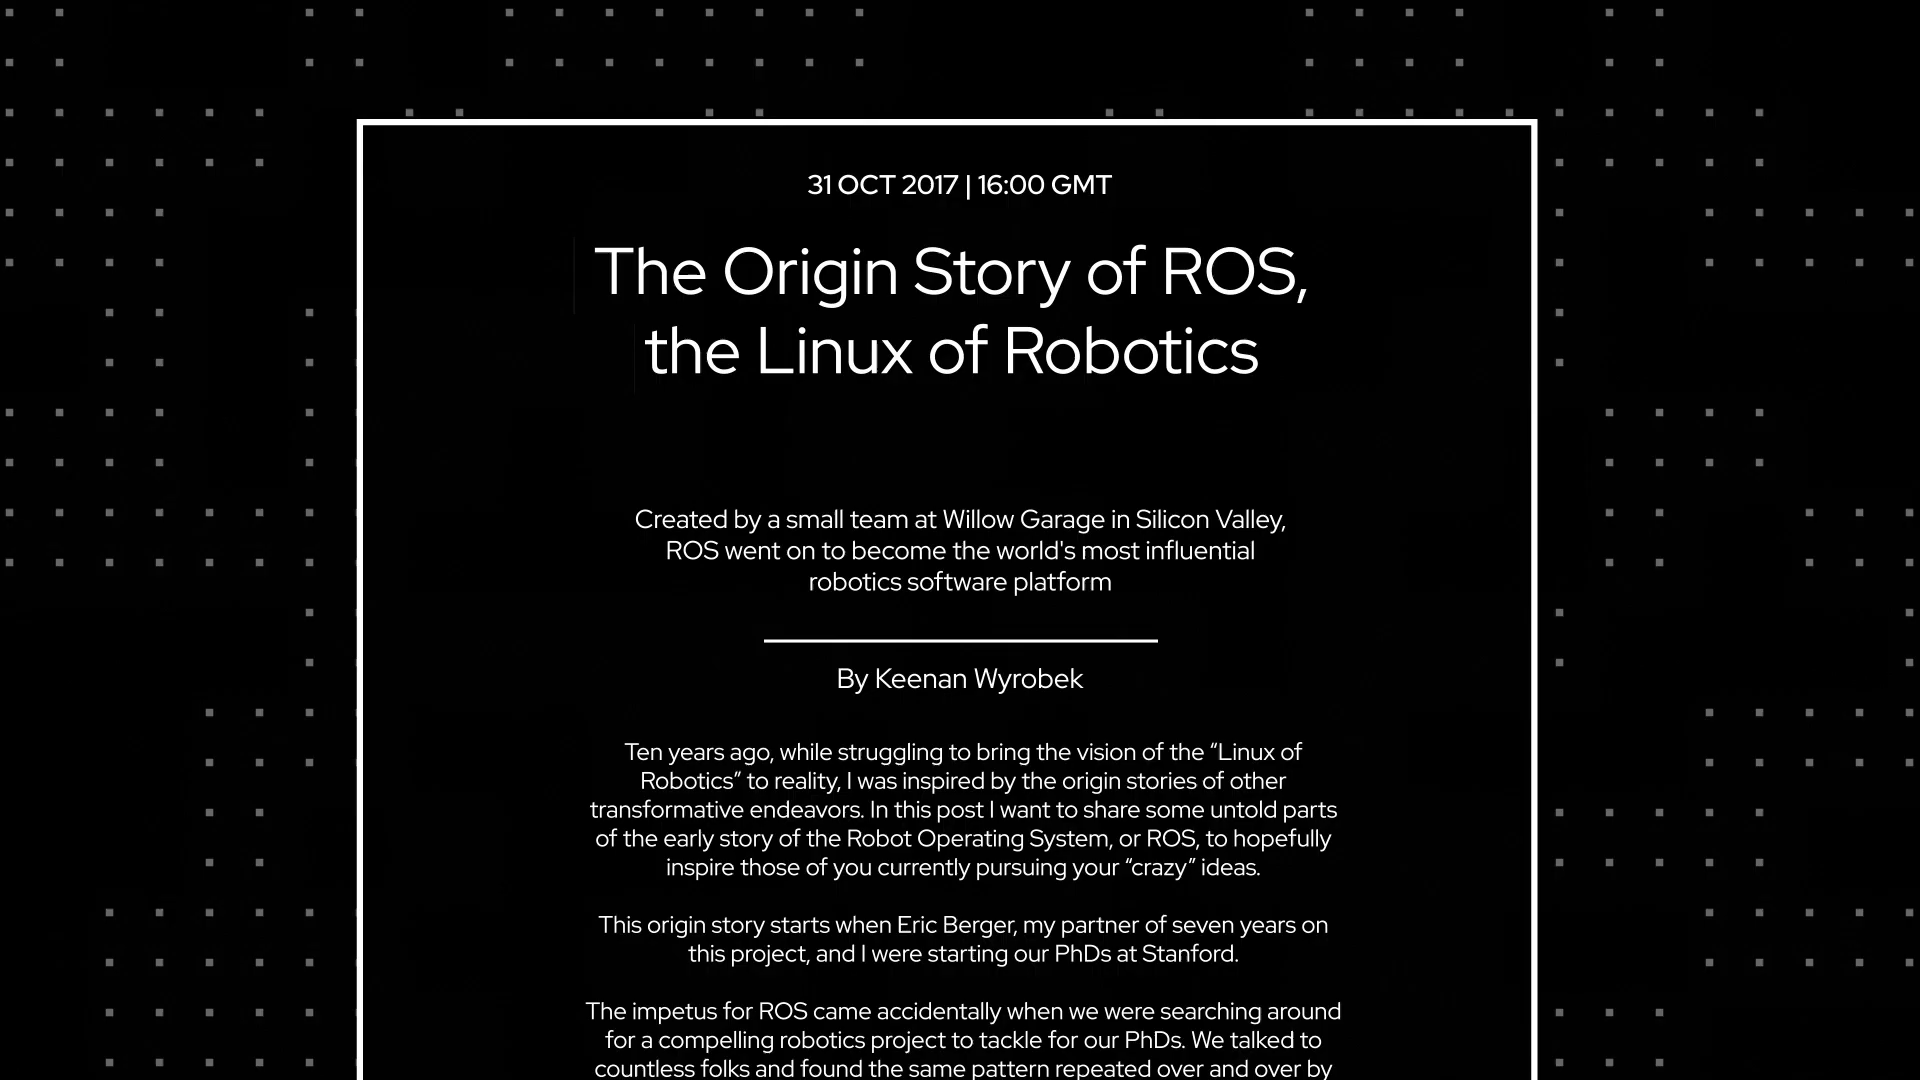 31 OCT 2017 | 16:00 GMT
The Origin Story of ROS,
the Linux of Robotics
Created by a small team at Willow Garage in Silicon Valley,
ROS went on to become the world's most influential
robotics software platform
By Keenan Wyrobek
Ten years ago, while struggling to bring the vision of the “Linux of
Robotics” to reality, I was inspired by the origin stories of other
transformative endeavors. In this post I want to share some untold parts
of the early story of the Robot Operating System, or ROS, to hopefully
inspire those of you currently pursuing your “crazy” ideas.
This origin story starts when Eric Berger, my partner of seven years on
this project, and I were starting our PhDs at Stanford.
The impetus for ROS came accidentally when we were searching around
for a compelling robotics project to tackle for our PhDs. We talked to
countless folks and found the same pattern repeated over and over by